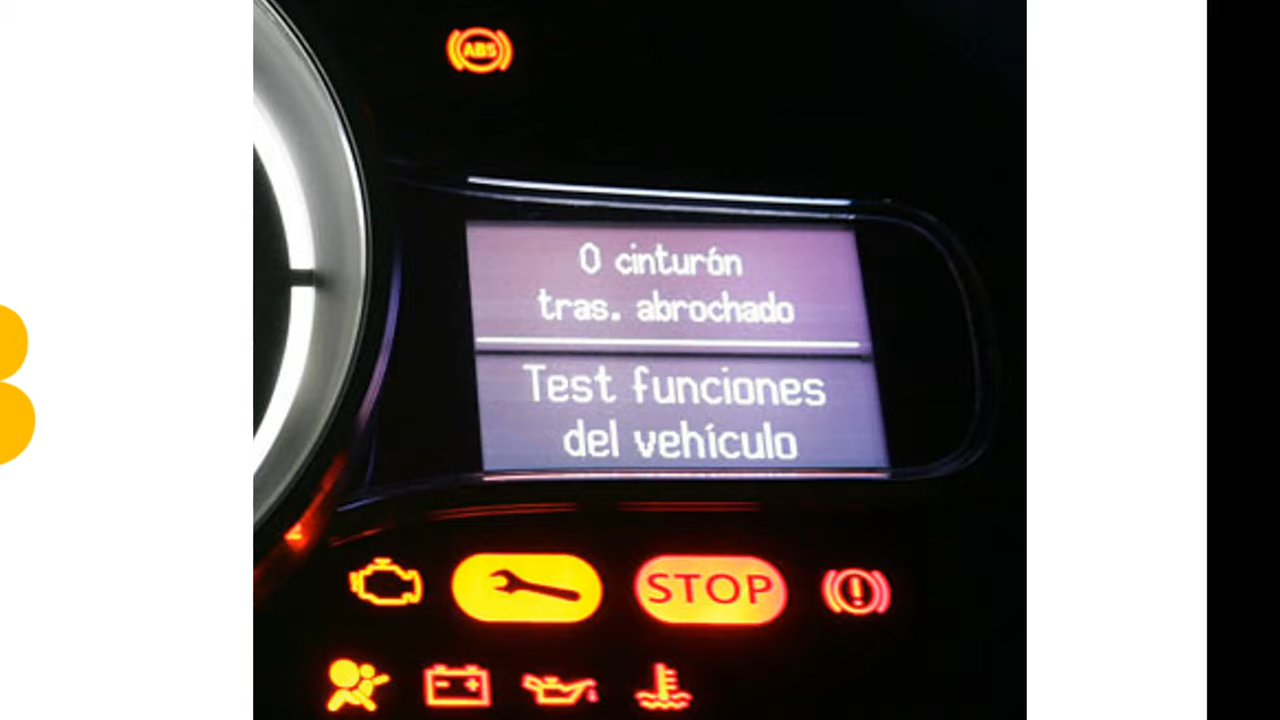 ABS
0 cinturón
tras. abrochado
Test funciones
del vehículo
STOP